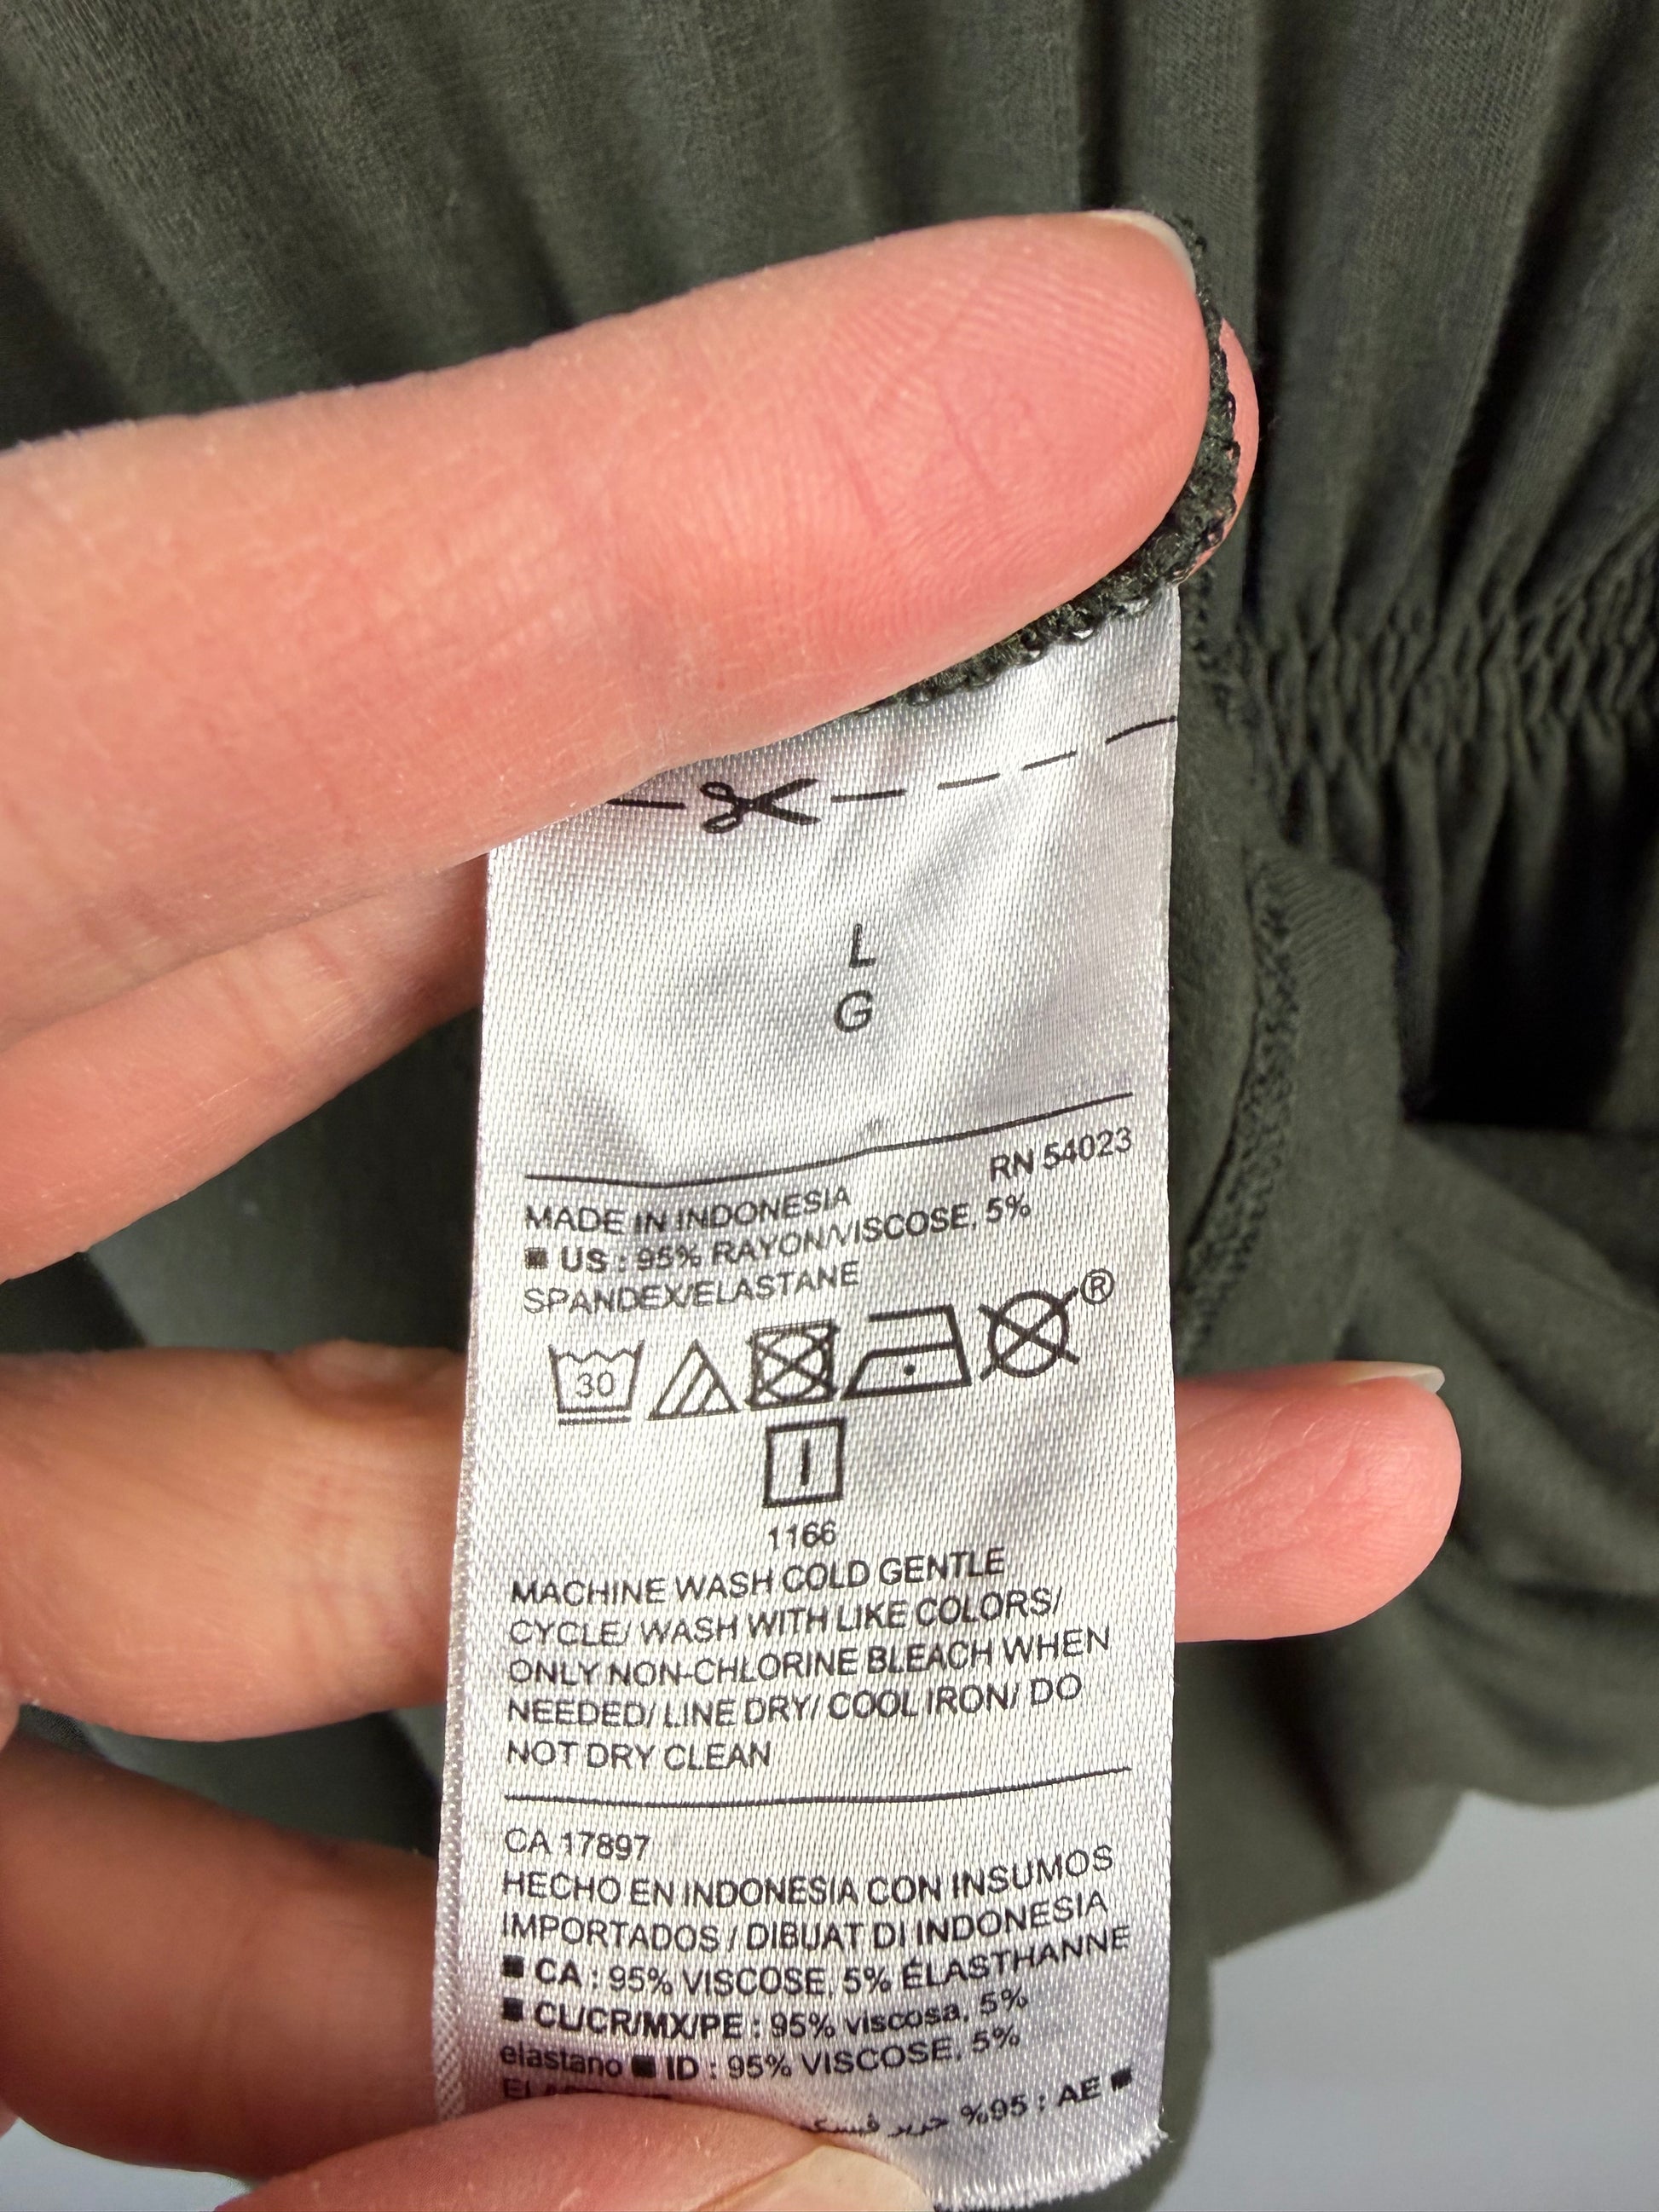 L
G
RN 54023
MADE IN INDONESIA
■ US : 95% RAYON/VISCOSE, 5%
SPANDEX/ELASTANE
30
®
1166
MACHINE WASH COLD GENTLE
CYCLE/ WASH WITH LIKE COLORS/
ONLY NON-CHLORINE BLEACH WHEN
NEEDED/ LINE DRY/ COOL IRON/ DO
NOT DRY CLEAN
CA 17897
HECHO EN INDONESIA CON INSUMOS
IMPORTADOS / DIBUAT DI INDONESIA
■ CA : 95% VISCOSE, 5% ÉLASTHANNE
■ CL/CR/MX/PE : 95% viscosa, 5%
elastano ■ ID : 95% VISCOSE, 5%
■ AE : %95 حرير